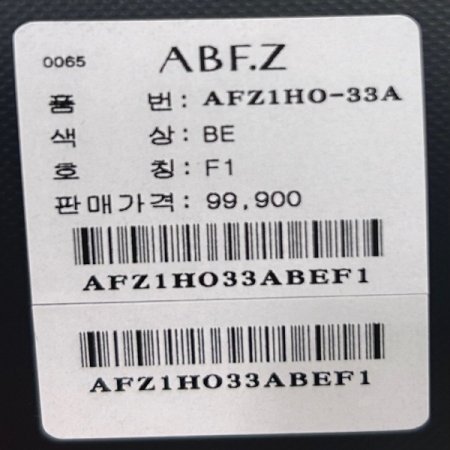 0065 ABF.Z
품 번: AFZ1HO-33A
색 상: BE
호 칭: F1
판매가격: 99,900
AFZ1HO33ABEF1
AFZ1HO33ABEF1